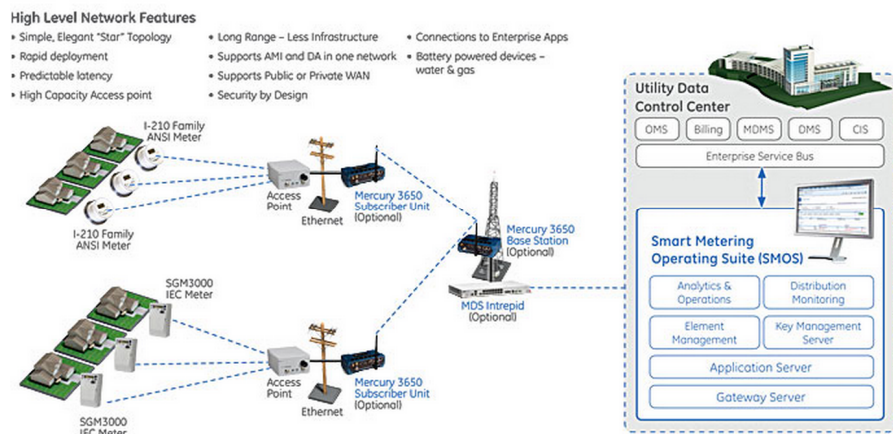 High Level Network Features
• Simple, Elegant "Star" Topology
• Rapid deployment
• Predictable latency
• High Capacity Access point
• Long Range – Less Infrastructure
• Supports AMI and DA in one network
• Supports Public or Private WAN
• Security by Design
• Connections to Enterprise Apps
• Battery powered devices –
water & gas
I-210 Family
ANSI Meter
I-210 Family
ANSI Meter
Access
Point
Ethernet
Mercury 3650
Subscriber Unit
(Optional)
SGM3000
IEC Meter
SGM3000
IEC Meter
Access
Point
Ethernet
Mercury 3650
Subscriber Unit
(Optional)
Mercury 3650
Base Station
(Optional)
MDS Intrepid
(Optional)
Utility Data
Control Center
OMS
Billing
MDMS
DMS
CIS
Enterprise Service Bus
Smart Metering
Operating Suite (SMOS)
Analytics &
Operations
Distribution
Monitoring
Element
Management
Key Management
Server
Application Server
Gateway Server